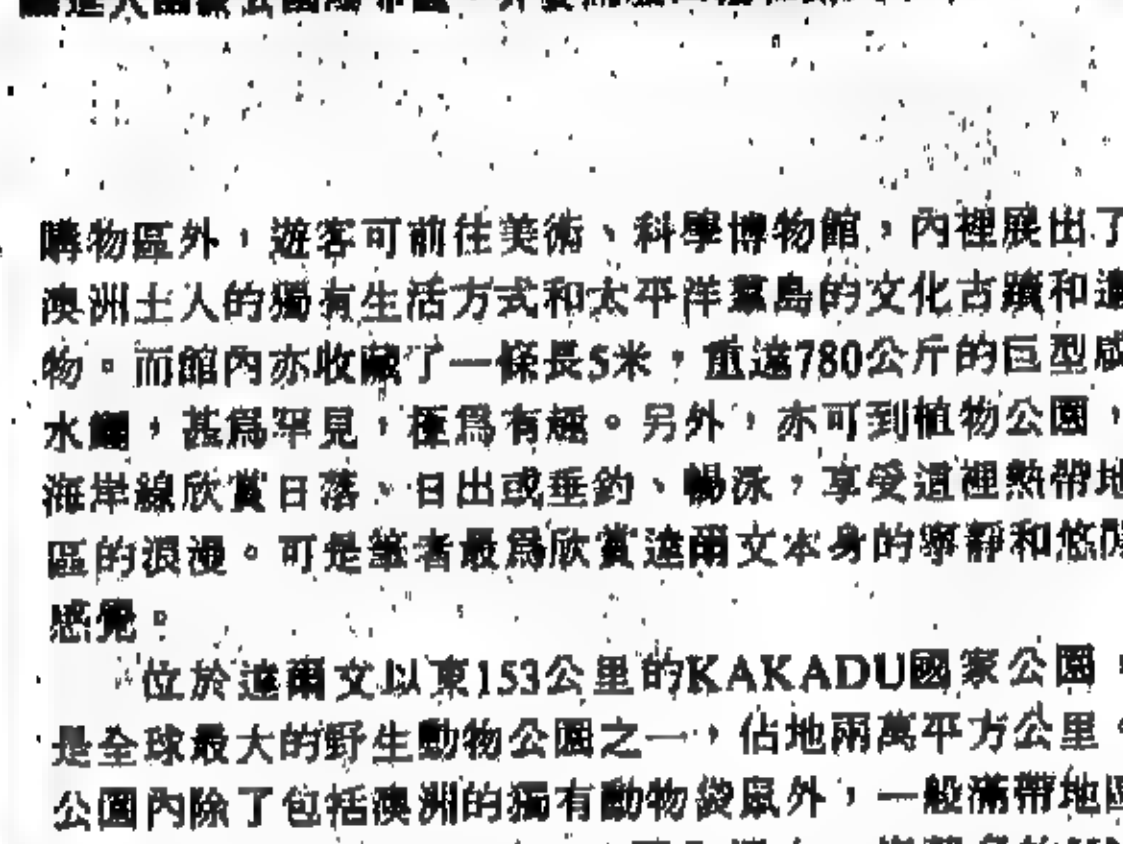 購物區外，遊客可前往美術、科學博物館，內裡展出了
澳洲土人的獨有生活方式和太平洋羣島的文化古蹟和遺
物。而館內亦收藏了一條長5米，重達780公斤的巨型鹹
水鱷，甚爲罕見，極爲有趣。另外，亦可到植物公園，
海岸線欣賞日落、日出或垂釣、暢泳，享受這裡熱帶地
區的浪漫。可是筆者最爲欣賞達爾文本身的寧靜和悠閒
感覺。
位於達爾文以東153公里的KAKADU國家公園，
是全球最大的野生動物公園之一，佔地兩萬平方公里。
公園內除了包括澳洲的獨有動物袋鼠外，一般滿帶地區